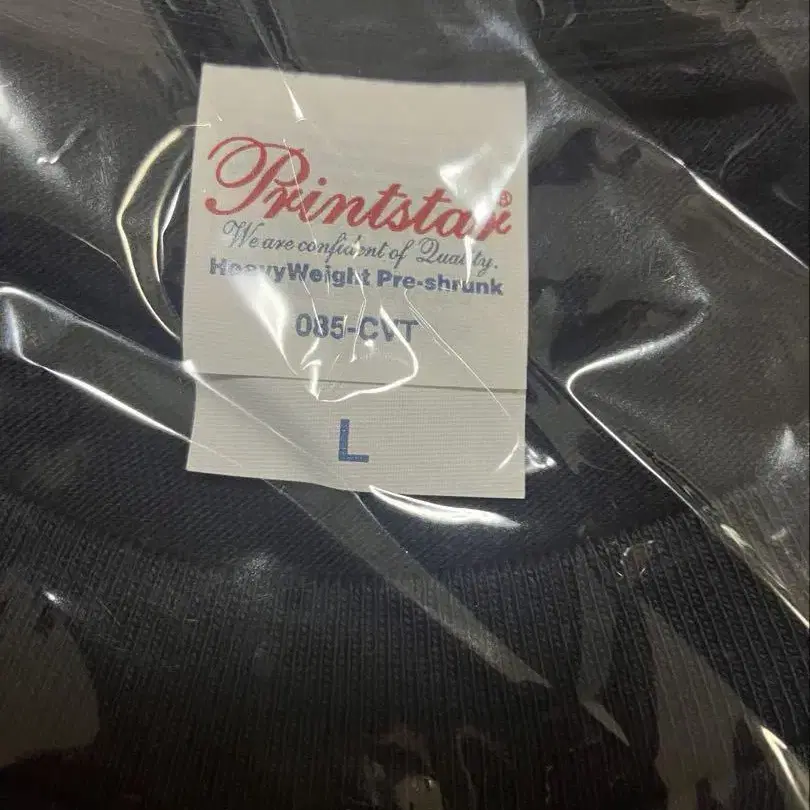 Printstar®
We are confident of Quality.
HeavyWeight Pre-shrunk
085-CVT
L